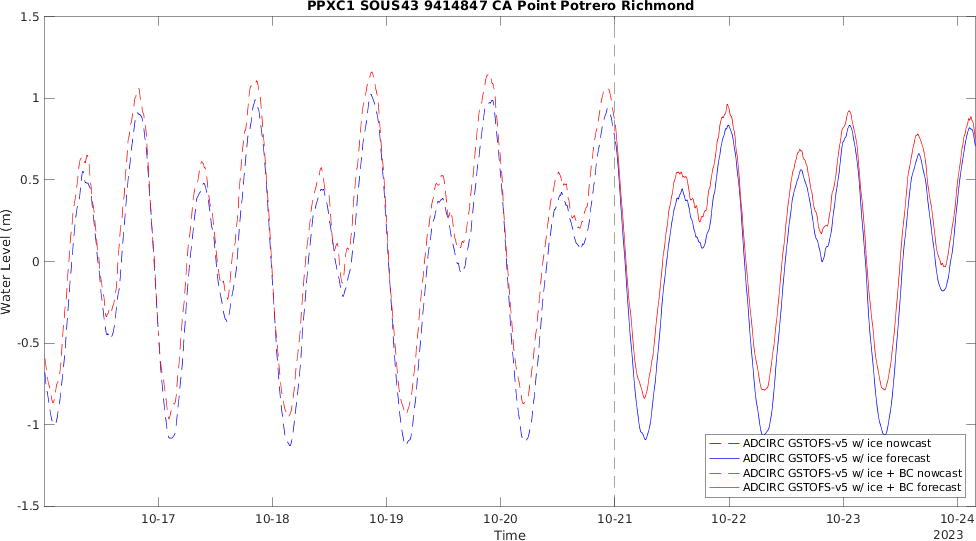 PPXC1 SOUS43 9414847 CA Point Potrero Richmond
1.5
1
0.5
0
-0.5
-1
-1.5
Water Level (m)
10-17
10-18
10-19
10-20
10-21
10-22
10-23
10-24
2023
Time
ADCIRC GSTOFS-v5 w/ ice nowcast
ADCIRC GSTOFS-v5 w/ ice forecast
ADCIRC GSTOFS-v5 w/ ice + BC nowcast
ADCIRC GSTOFS-v5 w/ ice + BC forecast